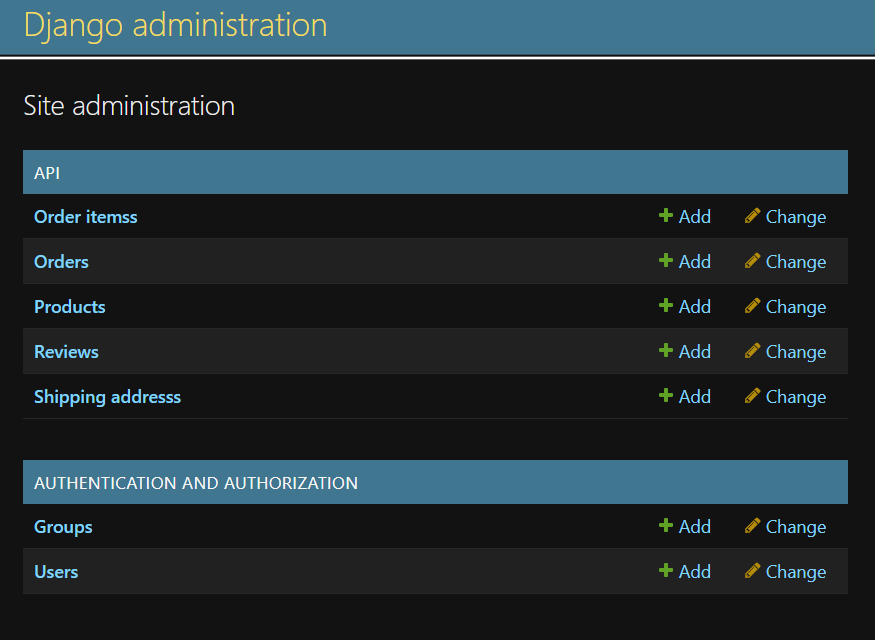 Django administration
Site administration
API
Order itemss Add Change
Orders Add Change
Products Add Change
Reviews Add Change
Shipping addresss Add Change
AUTHENTICATION AND AUTHORIZATION
Groups Add Change
Users Add Change